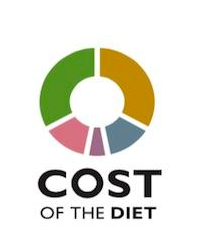 COST
OF THE DIET